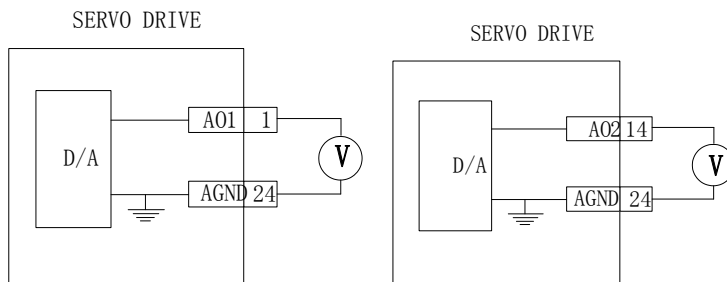 SERVO DRIVE
AO1 1
V
D/A
AGND 24
SERVO DRIVE
AO2 14
V
D/A
AGND 24